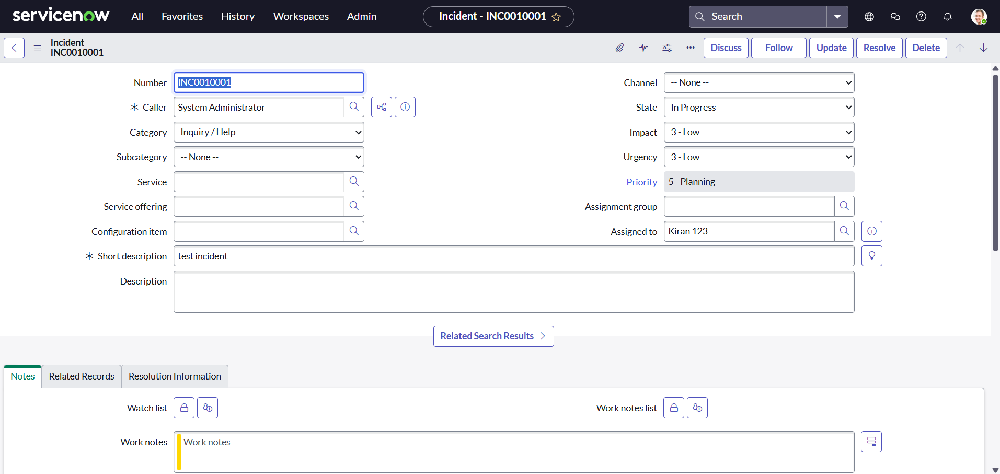 servicenow All Favorites History Workspaces Admin Incident - INC0010001 Search
Incident
INC0010001
Discuss Follow Update Resolve Delete
Number INC0010001 Channel -- None --
Caller System Administrator State In Progress
Category Inquiry / Help Impact 3 - Low
Subcategory -- None -- Urgency 3 - Low
Service Priority 5 - Planning
Service offering Assignment group
Configuration item Assigned to Kiran 123
Short description test incident
Description
Related Search Results
Notes Related Records Resolution Information
Watch list Work notes list
Work notes Work notes